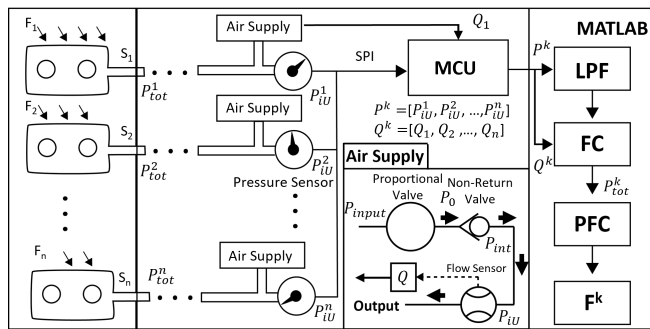 F₁
S₁
P¹tot
F₂
S₂
P²tot
Fn
Sn
Pⁿtot
Air Supply
P¹iU
Air Supply
P²iU
Pressure Sensor
Air Supply
PⁿiU
Q₁
SPI
MCU
Pᵏ =[P¹iU, P²iU, ..., PⁿiU]
Qᵏ =[Q₁, Q₂ ,..., Qn]
Air Supply
Proportional
Valve
Non-Return
Valve
Pinput
P₀
Pint
Flow Sensor
Q
Output
PiU
MATLAB
Pᵏ
LPF
Qᵏ
FC
Pᵏtot
PFC
Fᵏ